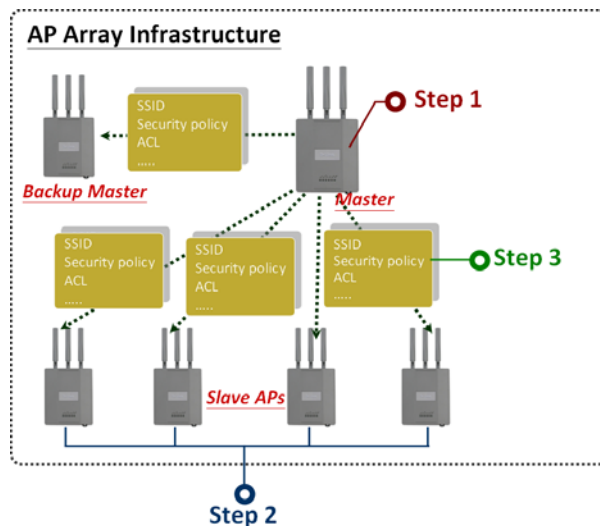 AP Array Infrastructure
SSID
Security policy
ACL
.....
Step 1
Backup Master
Master
SSID
Security policy
ACL
.....
SSID
Security policy
ACL
.....
SSID
Security policy
ACL
.....
Step 3
Slave APs
Step 2